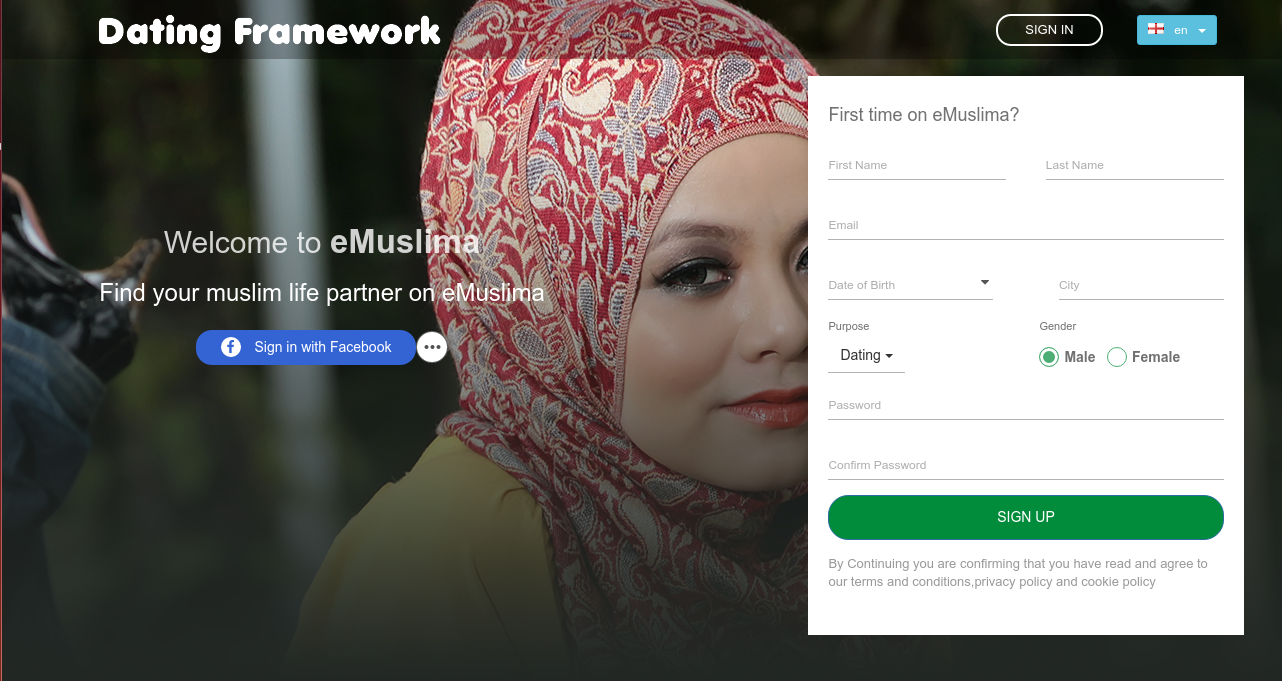 Dating Framework
SIGN IN
en
First time on eMuslima?
First Name
Last Name
Email
Welcome to eMuslima
Find your muslim life partner on eMuslima
Date of Birth
City
Purpose
Gender
Sign in with Facebook
Dating
Male
Female
Password
Confirm Password
SIGN UP
By Continuing you are confirming that you have read and agree to
our terms and conditions,privacy policy and cookie policy